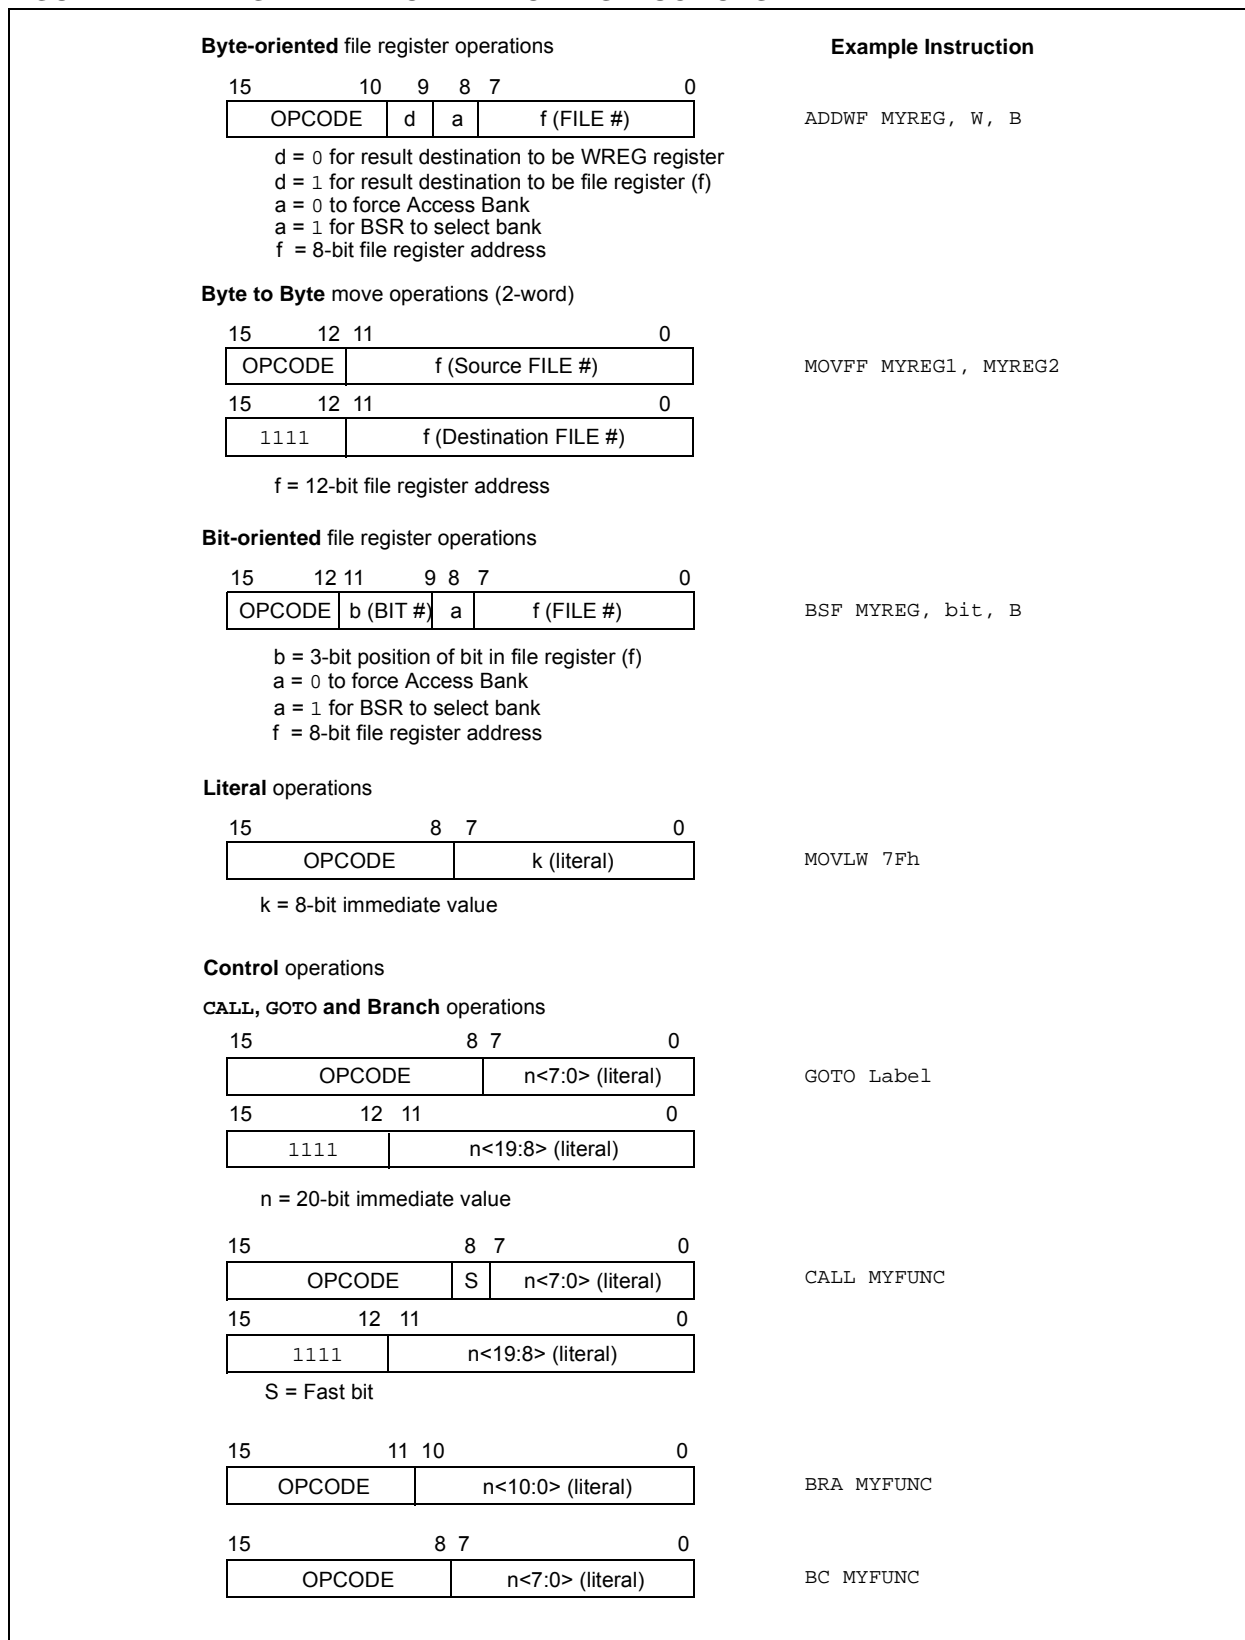 Byte-oriented file register operations Example Instruction
15 10 9 8 7 0
OPCODE d a f (FILE #) ADDWF MYREG, W, B
d = 0 for result destination to be WREG register
d = 1 for result destination to be file register (f)
a = 0 to force Access Bank
a = 1 for BSR to select bank
f = 8-bit file register address
Byte to Byte move operations (2-word)
15 12 11 0
OPCODE f (Source FILE #) MOVFF MYREG1, MYREG2
15 12 11 0
1111 f (Destination FILE #)
f = 12-bit file register address
Bit-oriented file register operations
15 12 11 9 8 7 0
OPCODE b (BIT #) a f (FILE #) BSF MYREG, bit, B
b = 3-bit position of bit in file register (f)
a = 0 to force Access Bank
a = 1 for BSR to select bank
f = 8-bit file register address
Literal operations
15 8 7 0
OPCODE k (literal) MOVLW 7Fh
k = 8-bit immediate value
Control operations
CALL, GOTO and Branch operations
15 8 7 0
OPCODE n<7:0> (literal) GOTO Label
15 12 11 0
1111 n<19:8> (literal)
n = 20-bit immediate value
15 8 7 0
OPCODE S n<7:0> (literal) CALL MYFUNC
15 12 11 0
1111 n<19:8> (literal)
S = Fast bit
15 11 10 0
OPCODE n<10:0> (literal) BRA MYFUNC
15 8 7 0
OPCODE n<7:0> (literal) BC MYFUNC